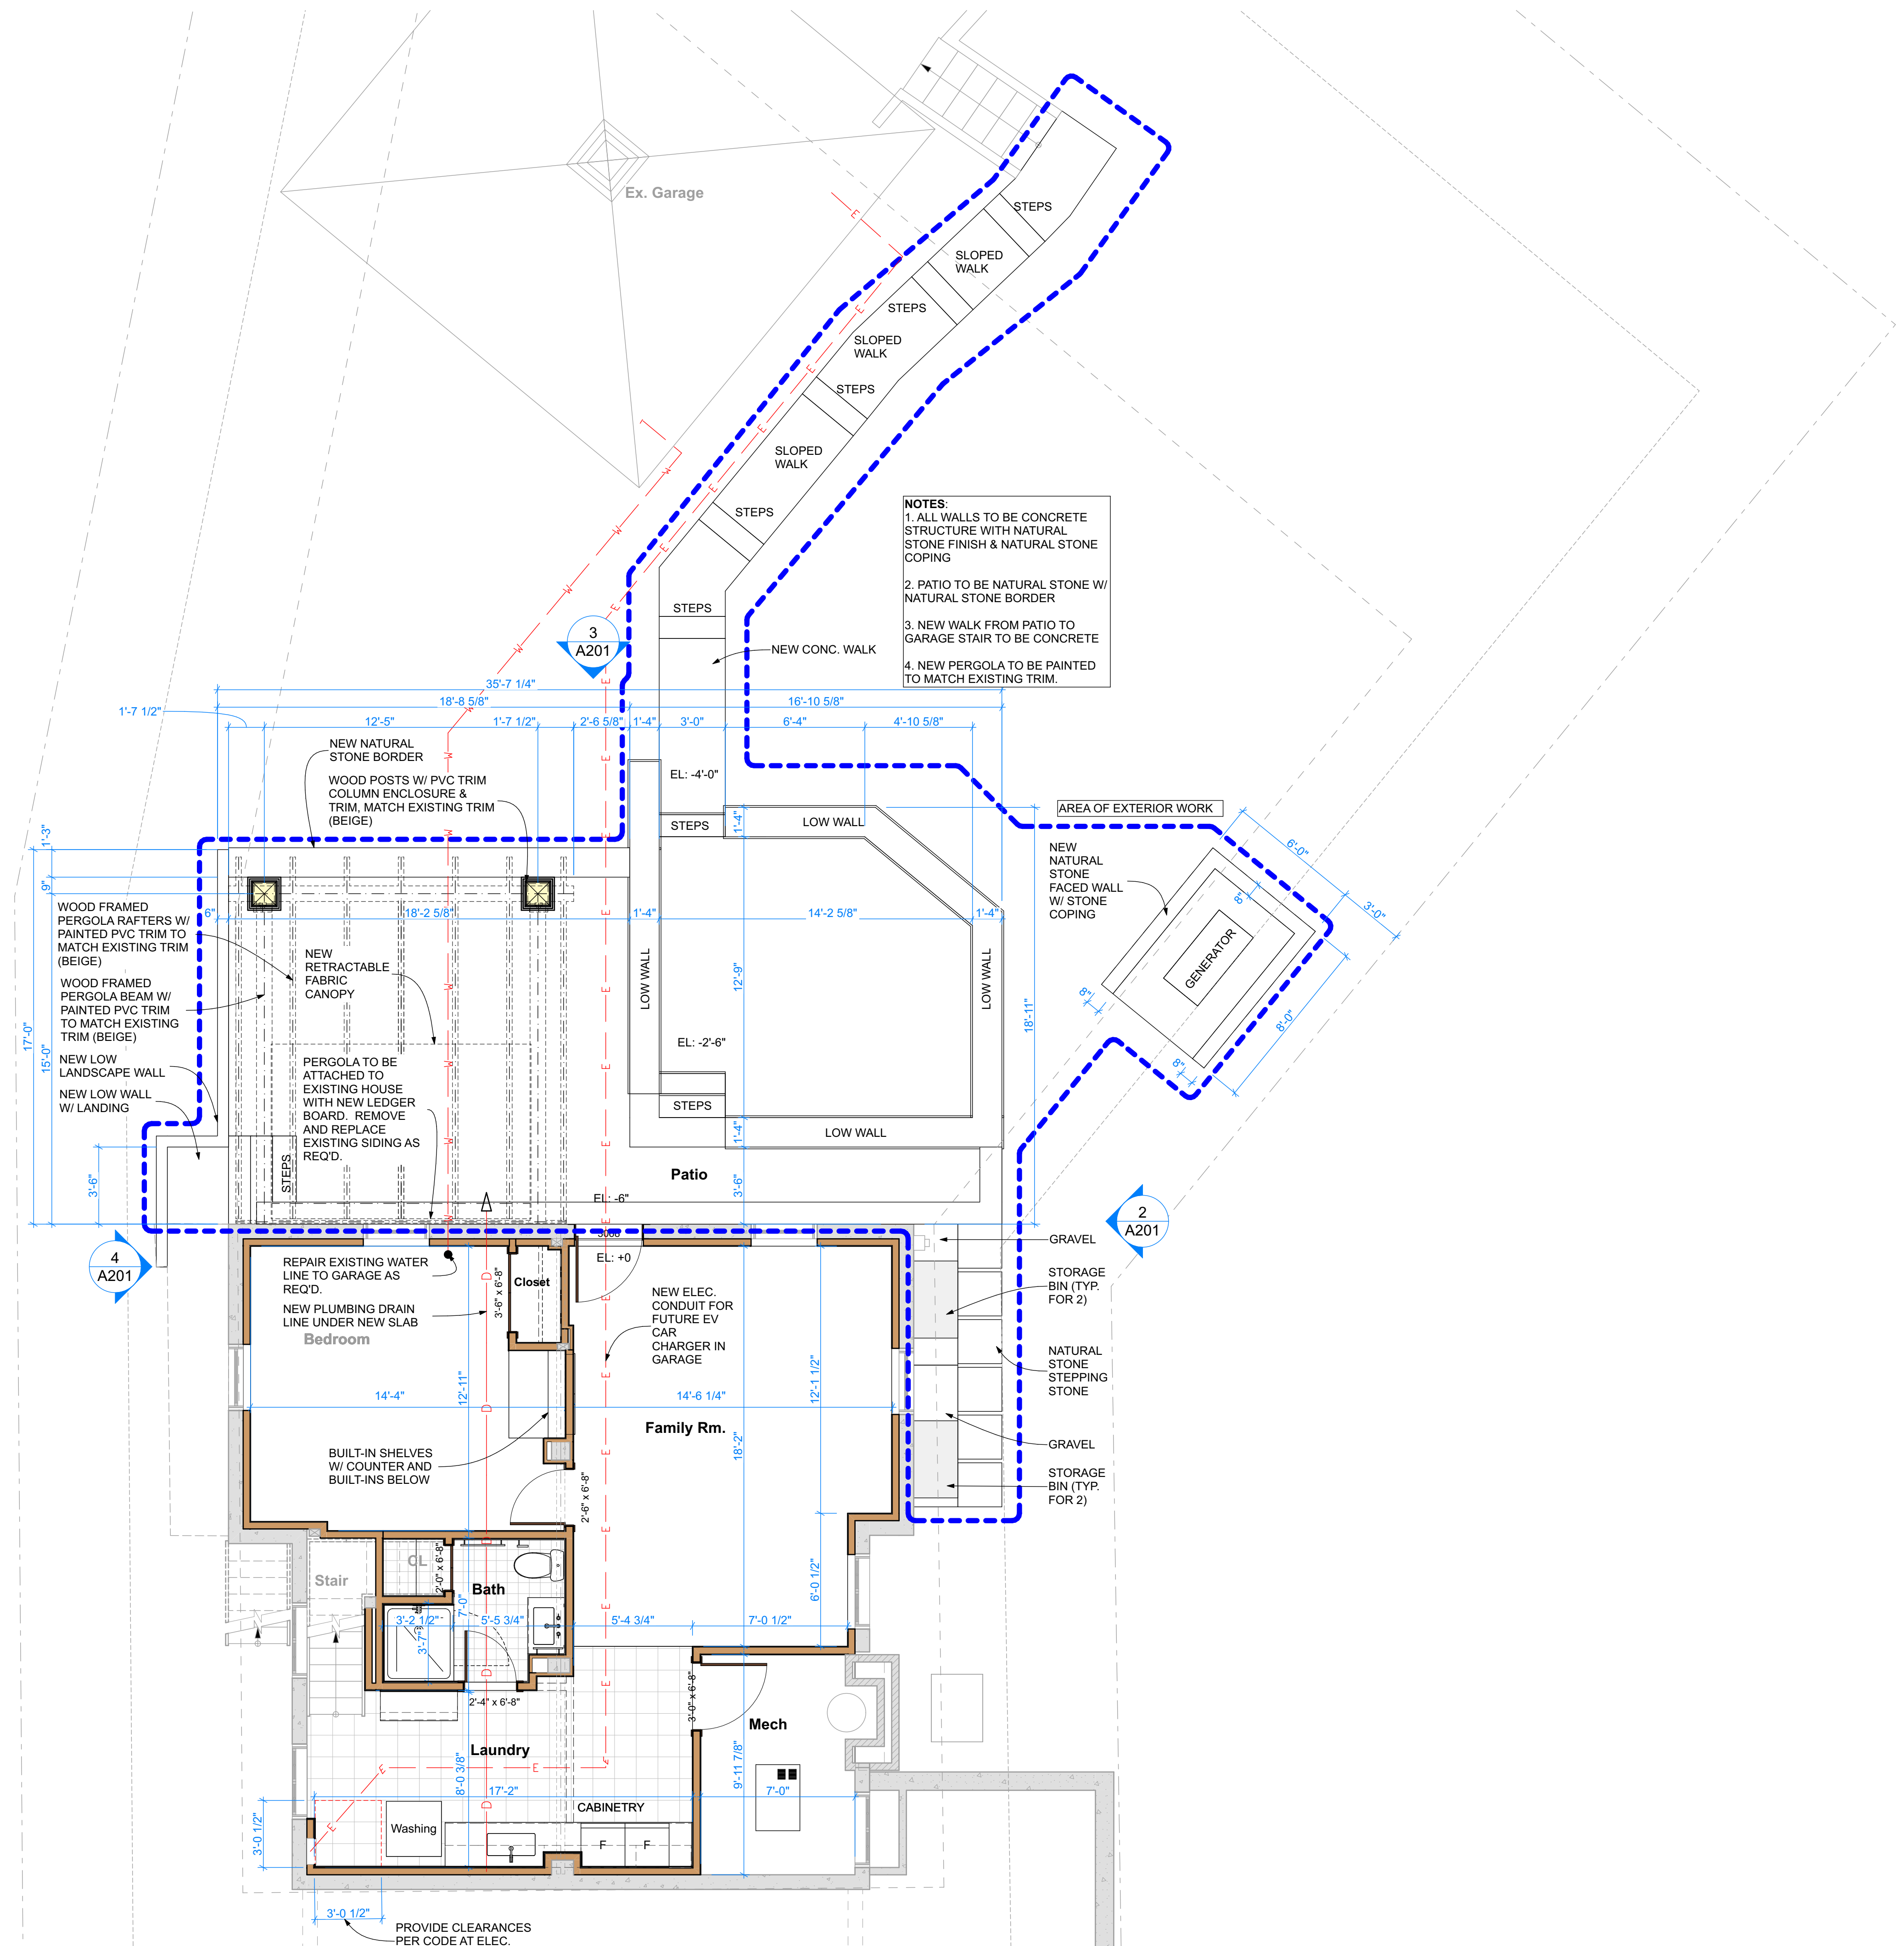 Ex. Garage
E
STEPS
SLOPED
WALK
STEPS
E
SLOPED
WALK
E
STEPS
W
E
SLOPED
WALK
E
W
STEPS
E
NOTES:
1. ALL WALLS TO BE CONCRETE
STRUCTURE WITH NATURAL
STONE FINISH & NATURAL STONE
COPING
2. PATIO TO BE NATURAL STONE W/
NATURAL STONE BORDER
3. NEW WALK FROM PATIO TO
GARAGE STAIR TO BE CONCRETE
4. NEW PERGOLA TO BE PAINTED
TO MATCH EXISTING TRIM.
W
E
STEPS
3
A201
W
NEW CONC. WALK
E
35'-7 1/4"
18'-8 5/8"
16'-10 5/8"
1'-7 1/2"
12'-5"
1'-7 1/2"
2'-6 5/8"
1'-4"
3'-0"
6'-4"
4'-10 5/8"
W
NEW NATURAL
STONE BORDER
WOOD POSTS W/ PVC TRIM
COLUMN ENCLOSURE &
TRIM, MATCH EXISTING TRIM
(BEIGE)
EL: -4'-0"
AREA OF EXTERIOR WORK
STEPS
1'-4"
LOW WALL
1'-3"
9"
6'-0"
3'-0"
8"
NEW
NATURAL
STONE
FACED WALL
W/ STONE
COPING
WOOD FRAMED
PERGOLA RAFTERS W/
PAINTED PVC TRIM TO
MATCH EXISTING TRIM
(BEIGE)
6"
18'-2 5/8"
1'-4"
14'-2 5/8"
1'-4"
WOOD FRAMED
PERGOLA BEAM W/
PAINTED PVC TRIM
TO MATCH EXISTING
TRIM (BEIGE)
NEW
RETRACTABLE
FABRIC
CANOPY
LOW WALL
12'-9"
LOW WALL
18'-11"
GENERATOR
8"
8'-0"
8"
17'-0"
15'-0"
EL: -2'-6"
NEW LOW
LANDSCAPE WALL
NEW LOW WALL
W/ LANDING
PERGOLA TO BE
ATTACHED TO
EXISTING HOUSE
WITH NEW LEDGER
BOARD. REMOVE
AND REPLACE
EXISTING SIDING AS
REQ'D.
STEPS
1'-4"
LOW WALL
STEPS
3'-6"
Patio
3'-6"
EL: -6"
2
A201
4
A201
EL: +0
REPAIR EXISTING WATER
LINE TO GARAGE AS
REQ'D.
NEW PLUMBING DRAIN
LINE UNDER NEW SLAB
Bedroom
D
3'-6" x 6'-8"
Closet
NEW ELEC.
CONDUIT FOR
FUTURE EV
CAR
CHARGER IN
GARAGE
GRAVEL
STORAGE
BIN (TYP.
FOR 2)
NATURAL
STONE
STEPPING
STONE
14'-4"
12'-11"
D
14'-6 1/4"
12'-1 1/2"
Family Rm.
18'-2"
GRAVEL
BUILT-IN SHELVES
W/ COUNTER AND
BUILT-INS BELOW
STORAGE
BIN (TYP.
FOR 2)
2'-6" x 6'-8"
CL
2'-0" x 6'-8"
Stair
Bath
7'-0"
6'-0 1/2"
3'-2 1/2"
5'-5 3/4"
5'-4 3/4"
7'-0 1/2"
3'-7"
D
2'-4" x 6'-8"
3'-0" x 6'-8"
Mech
Laundry
E
E
8'-0 3/8"
9'-11 7/8"
17'-2"
7'-0"
D
CABINETRY
3'-0 1/2"
E
Washing
F
F
3'-0 1/2"
PROVIDE CLEARANCES
PER CODE AT ELEC.